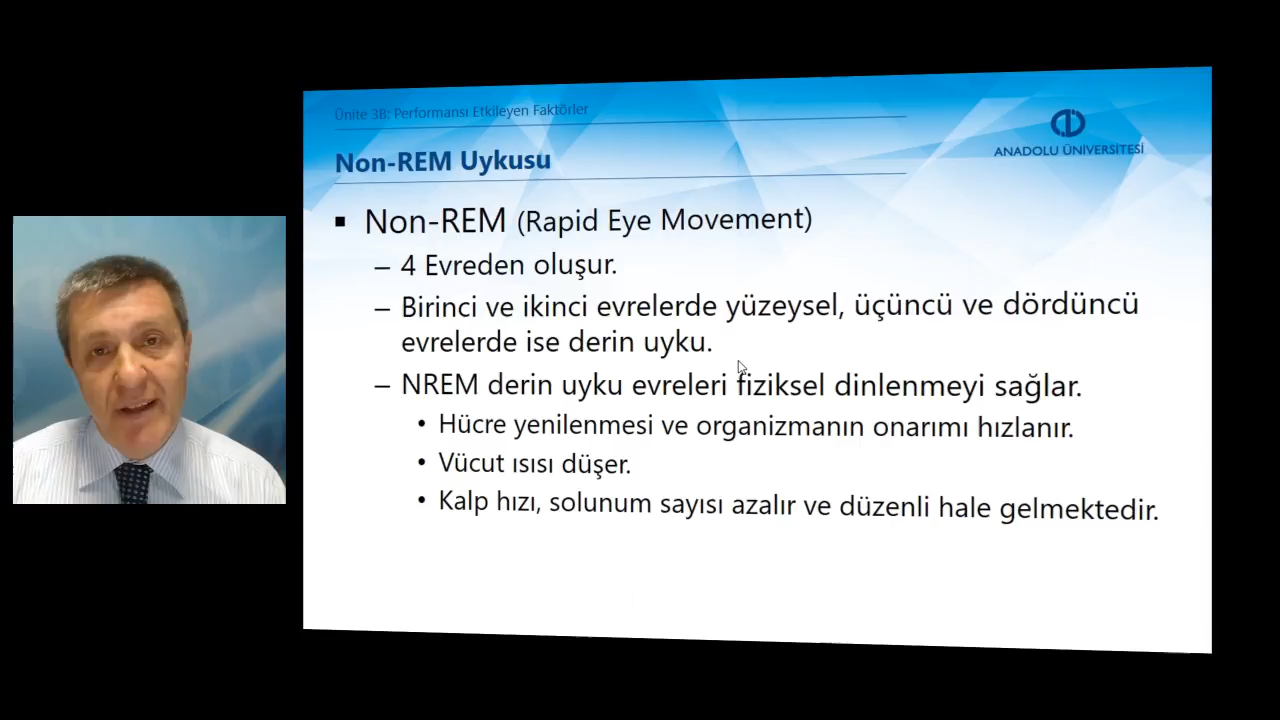 Ünite 3B: Performansı Etkileyen Faktörler
ANADOLU ÜNİVERSİTESİ
Non-REM Uykusu
▪ Non-REM (Rapid Eye Movement)
– 4 Evreden oluşur.
– Birinci ve ikinci evrelerde yüzeysel, üçüncü ve dördüncü
evrelerde ise derin uyku.
– NREM derin uyku evreleri fiziksel dinlenmeyi sağlar.
• Hücre yenilenmesi ve organizmanın onarımı hızlanır.
• Vücut ısısı düşer.
• Kalp hızı, solunum sayısı azalır ve düzenli hale gelmektedir.